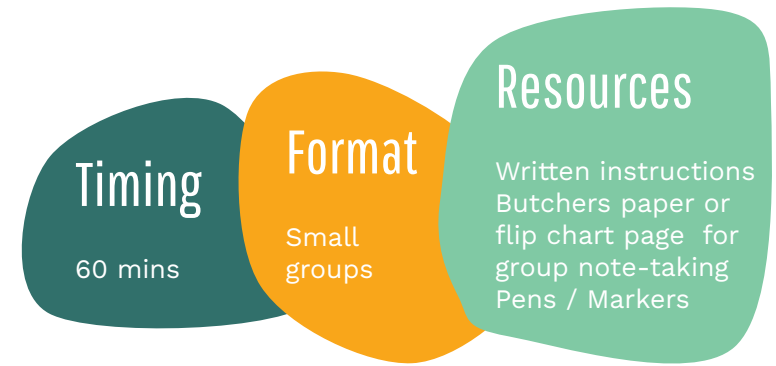 Timing
60 mins
Format
Small
groups
Resources
Written instructions
Butchers paper or
flip chart page  for
group note-taking
Pens / Markers